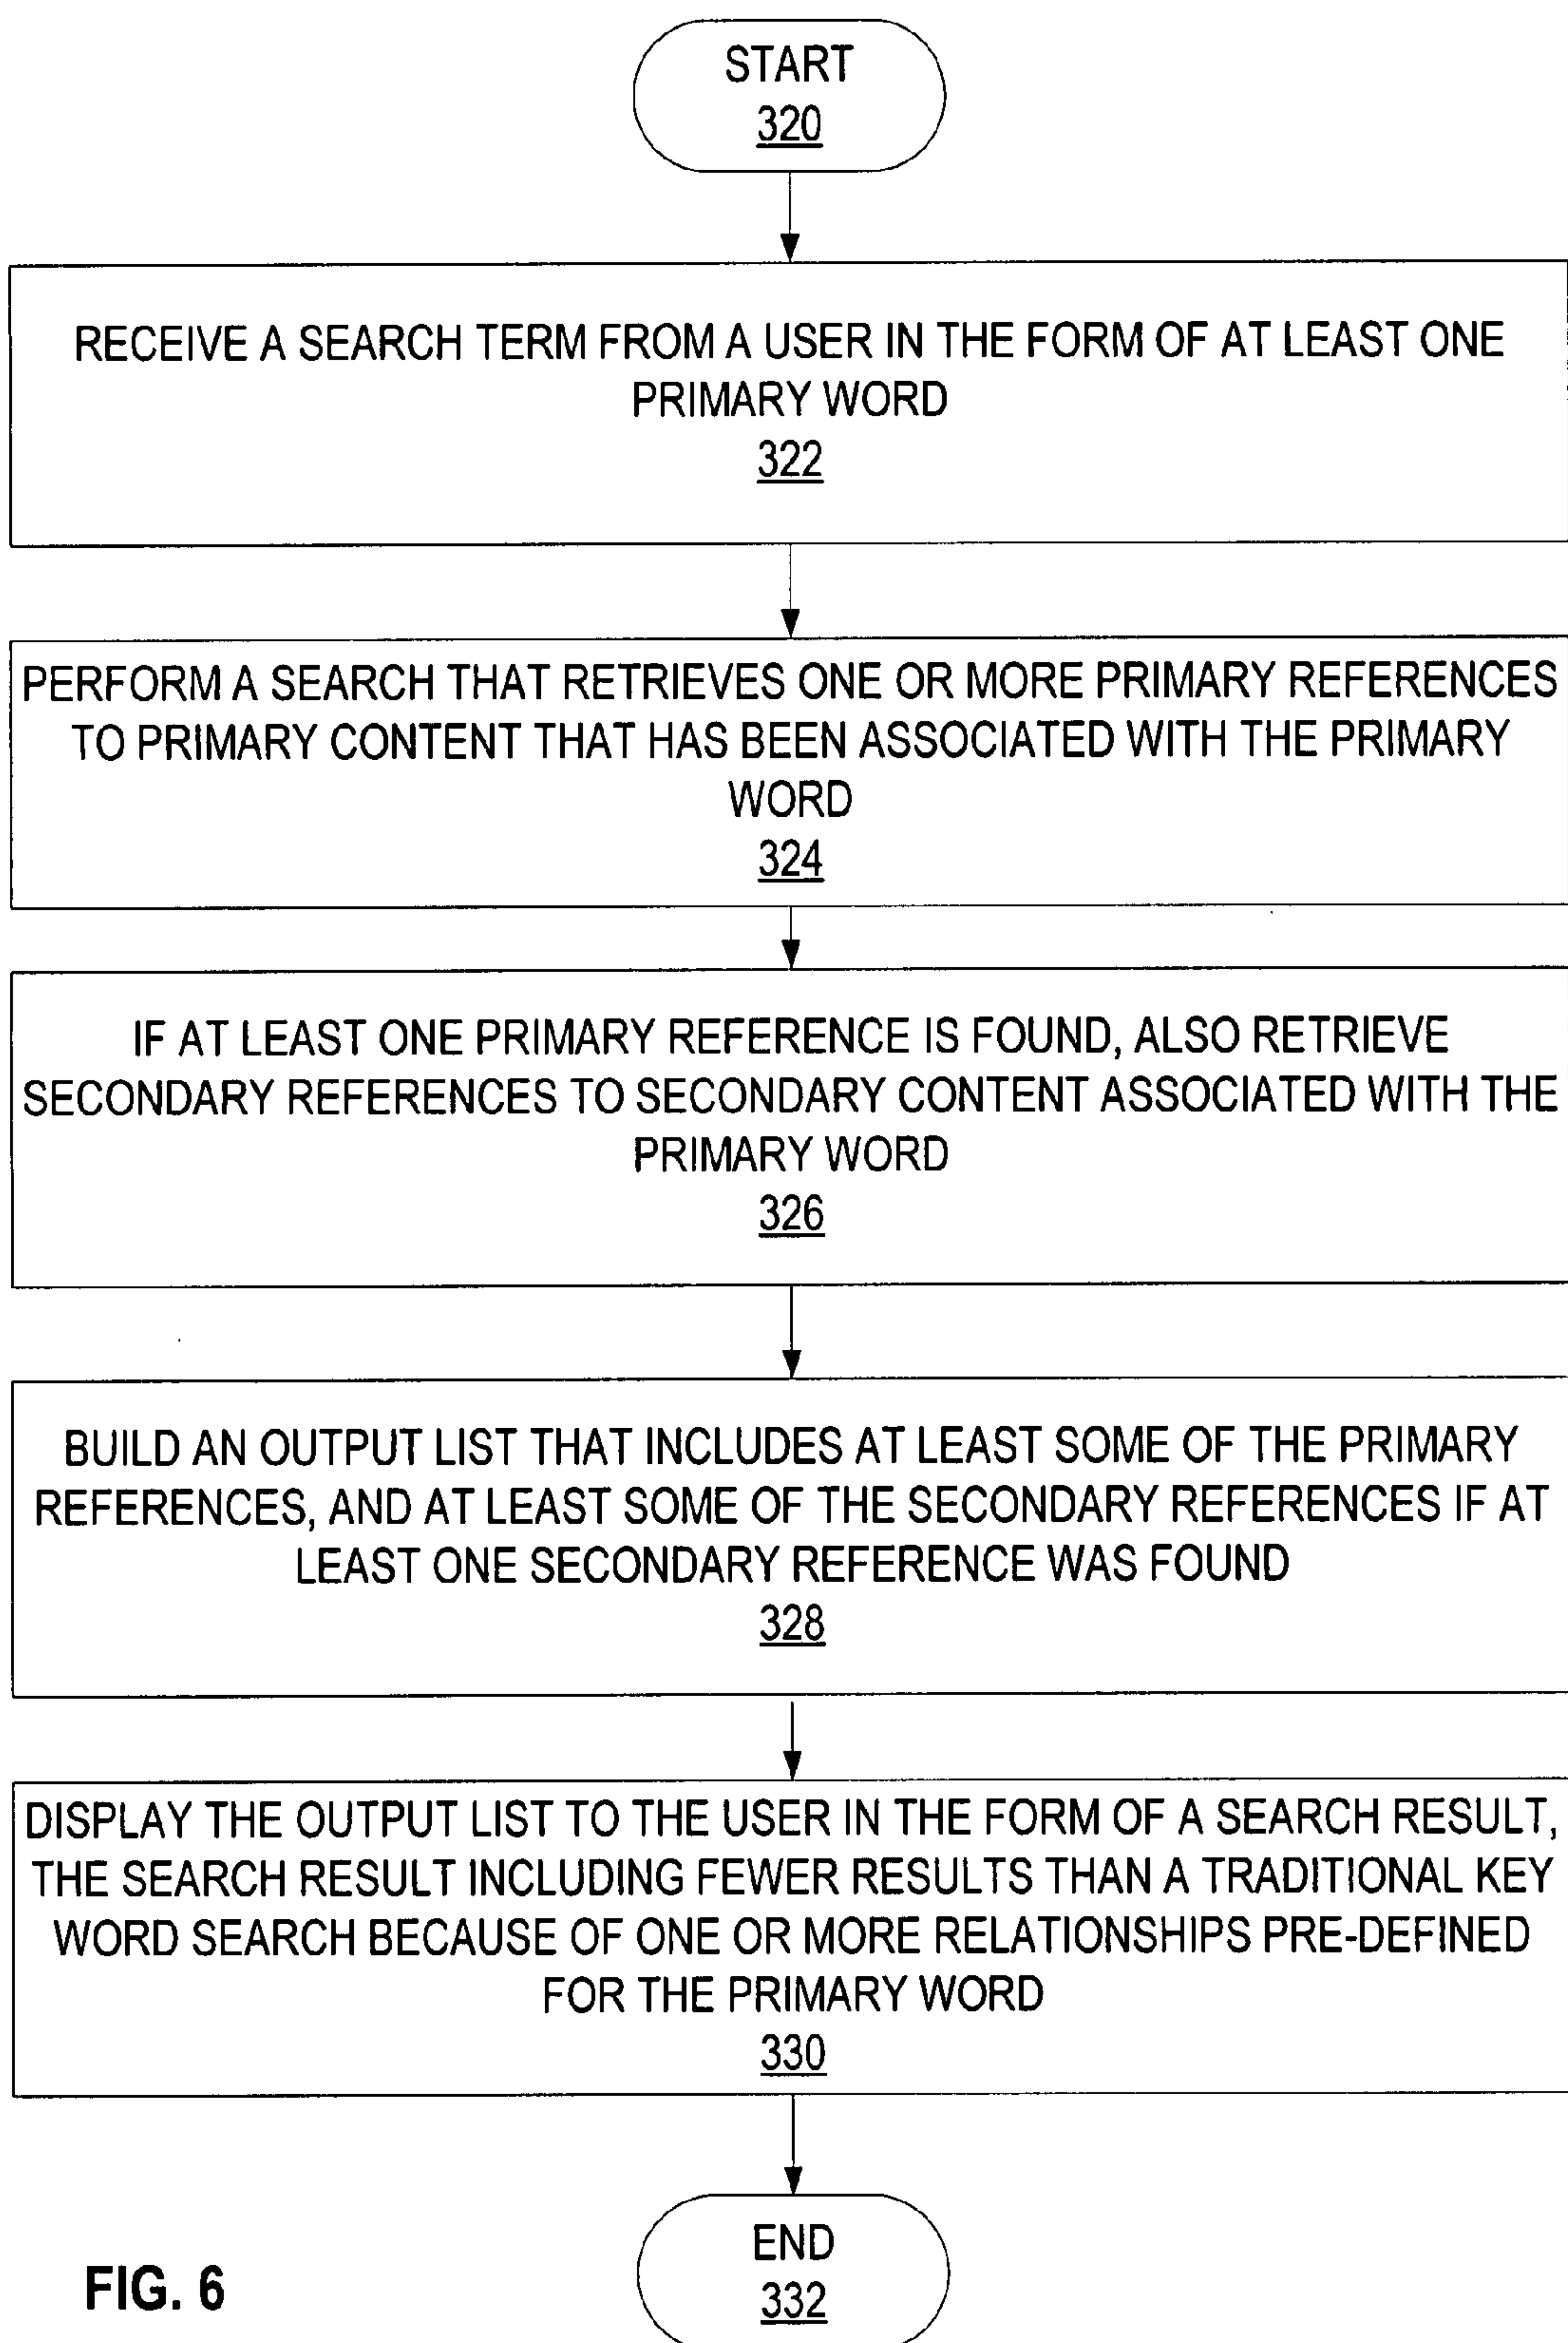 START
320
RECEIVE A SEARCH TERM FROM A USER IN THE FORM OF AT LEAST ONE
PRIMARY WORD
322
PERFORM A SEARCH THAT RETRIEVES ONE OR MORE PRIMARY REFERENCES
TO PRIMARY CONTENT THAT HAS BEEN ASSOCIATED WITH THE PRIMARY
WORD
324
IF AT LEAST ONE PRIMARY REFERENCE IS FOUND, ALSO RETRIEVE
SECONDARY REFERENCES TO SECONDARY CONTENT ASSOCIATED WITH THE
PRIMARY WORD
326
BUILD AN OUTPUT LIST THAT INCLUDES AT LEAST SOME OF THE PRIMARY
REFERENCES, AND AT LEAST SOME OF THE SECONDARY REFERENCES IF AT
LEAST ONE SECONDARY REFERENCE WAS FOUND
328
DISPLAY THE OUTPUT LIST TO THE USER IN THE FORM OF A SEARCH RESULT,
THE SEARCH RESULT INCLUDING FEWER RESULTS THAN A TRADITIONAL KEY
WORD SEARCH BECAUSE OF ONE OR MORE RELATIONSHIPS PRE-DEFINED
FOR THE PRIMARY WORD
330
END
332
FIG. 6